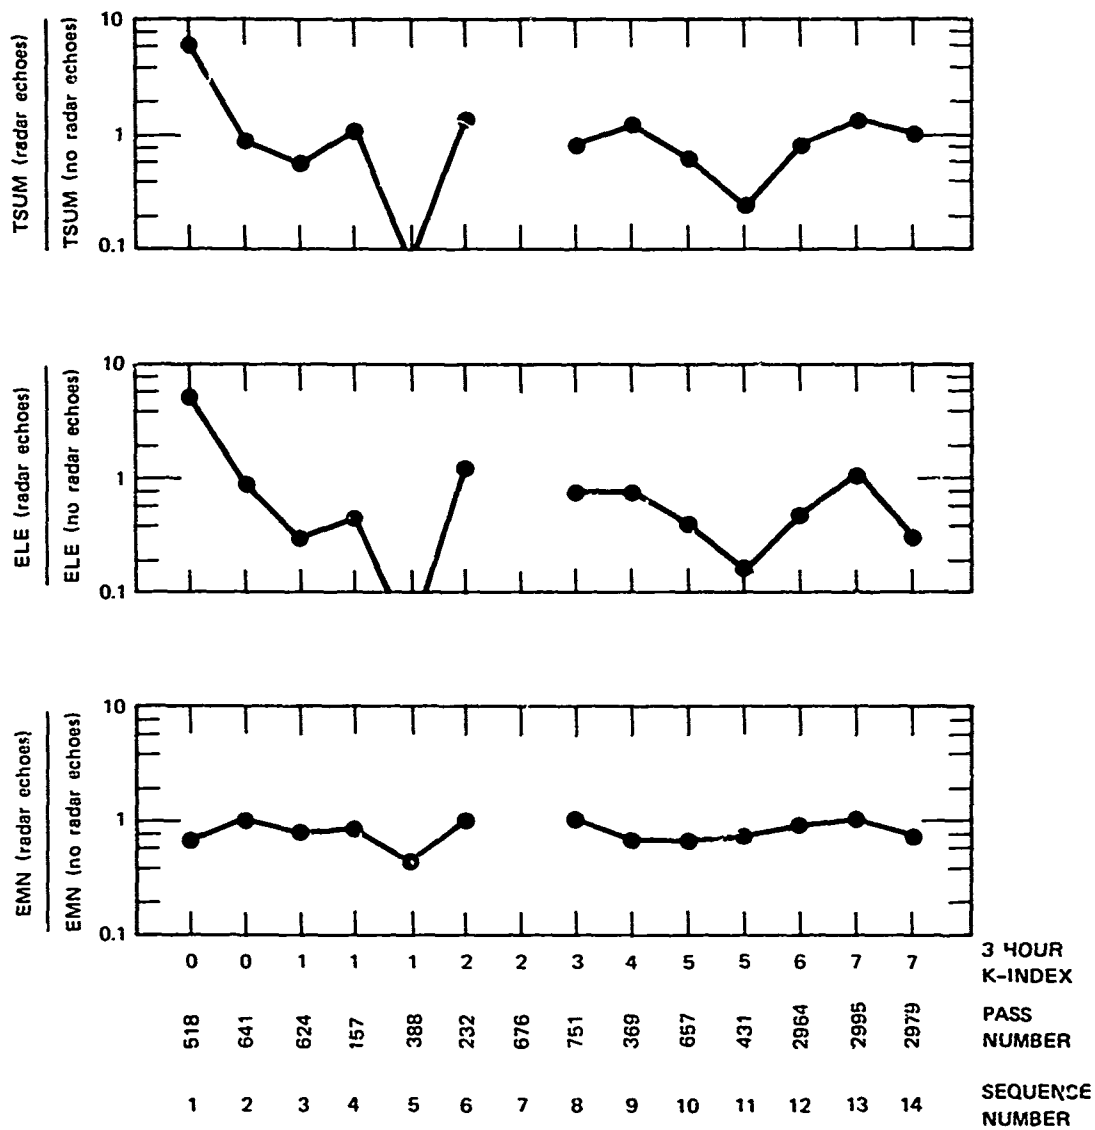 TSUM (radar echoes)
TSUM (no radar echoes)
10
1
0.1
ELE (radar echoes)
ELE (no radar echoes)
10
1
0.1
EMN (radar echoes)
EMN (no radar echoes)
10
1
0.1
0 0 1 1 1 2 2 3 4 5 5 6 7 7 3 HOUR
K-INDEX
518 641 624 157 388 232 676 751 369 657 431 2964 2995 2979 PASS
NUMBER
1 2 3 4 5 6 7 8 9 10 11 12 13 14 SEQUENCE
NUMBER